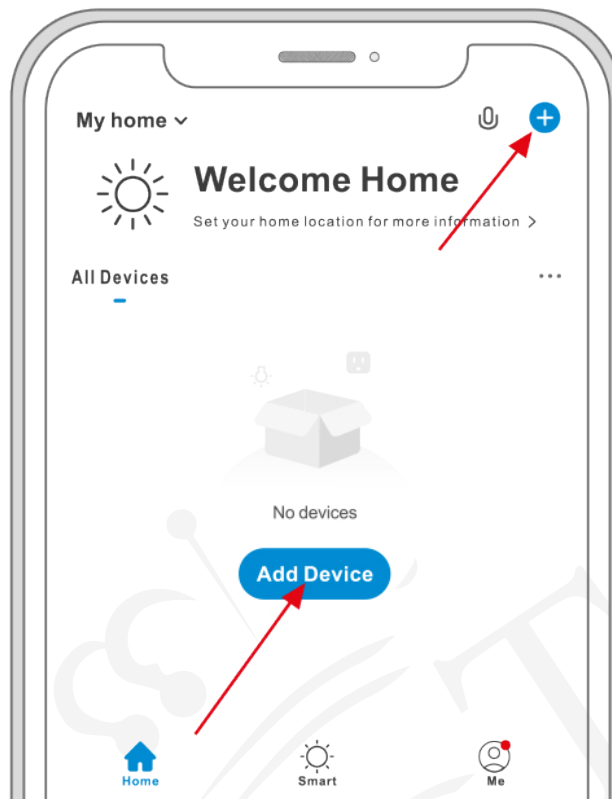 My home
Welcome Home
Set your home location for more information >
All Devices
...
No devices
Add Device
Home
Smart
Me